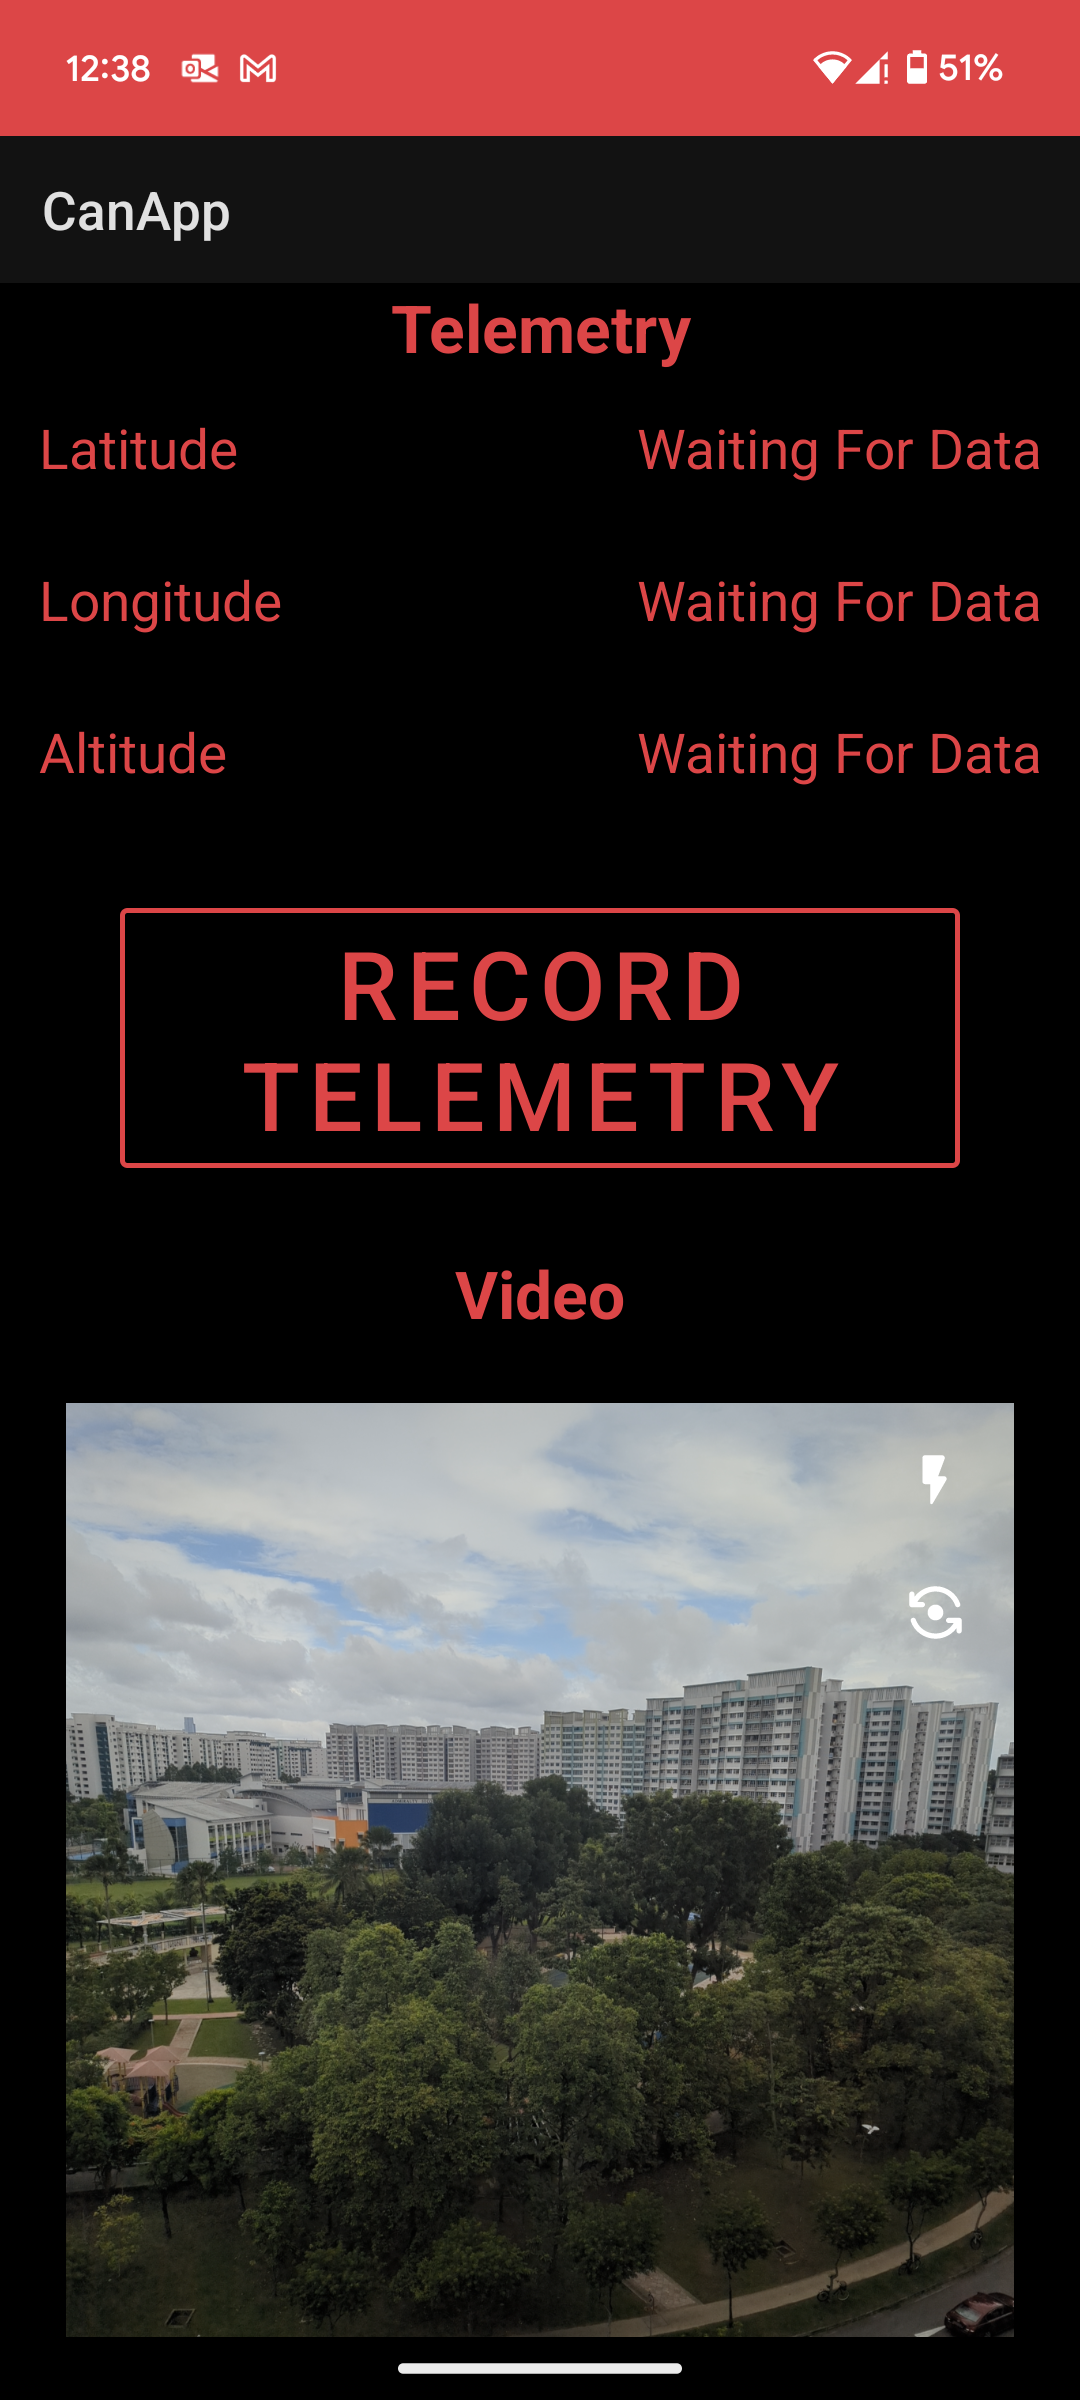 12:38
51%
CanApp
Telemetry
Latitude Waiting For Data
Longitude Waiting For Data
Altitude Waiting For Data
RECORD
TELEMETRY
Video